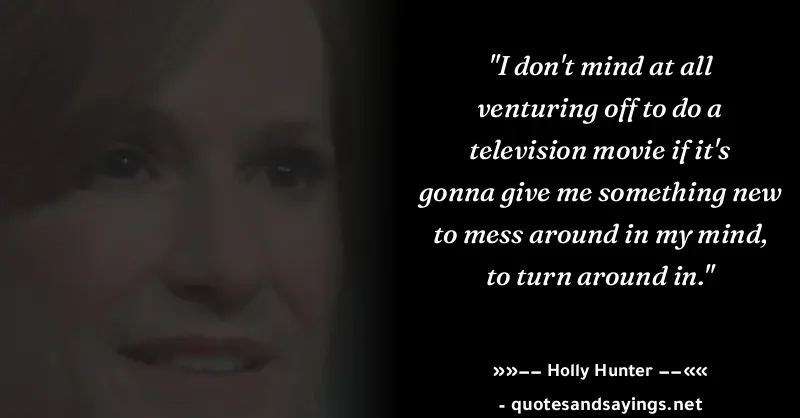 "I don't mind at all
venturing off to do a
television movie if it's
gonna give me something new
to mess around in my mind,
to turn around in."
»»−− Holly Hunter −−««
- quotesandsayings.net